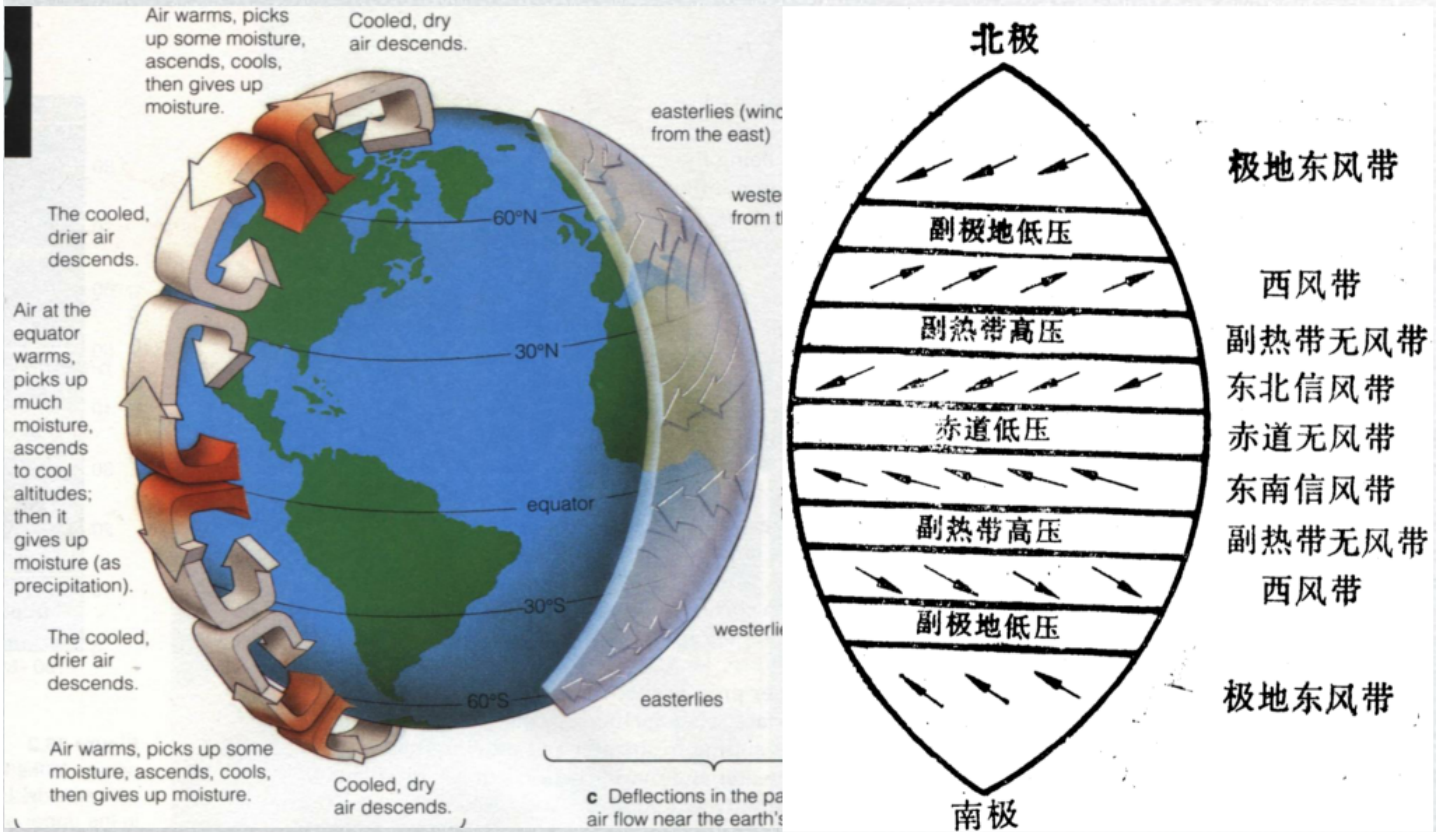 Air warms, picks
up some moisture,
ascends, cools,
then gives up
moisture.
Cooled, dry
air descends.
easterlies (wind
from the east)
weste
from t
The cooled,
drier air
descends.
60°N
Air at the
equator
warms,
picks up
much
moisture,
ascends
to cool
altitudes;
then it
gives up
moisture (as
precipitation).
30°N
equator
30°S
The cooled,
drier air
descends.
westerlie
60°S
easterlies
Air warms, picks up some
moisture, ascends, cools,
then gives up moisture.
Cooled, dry
air descends.
c Deflections in the pa
air flow near the earth's
北极
极地东风带
副极地低压
西风带
副热带高压
副热带无风带
东北信风带
赤道低压
赤道无风带
东南信风带
副热带高压
副热带无风带
西风带
副极地低压
极地东风带
南极